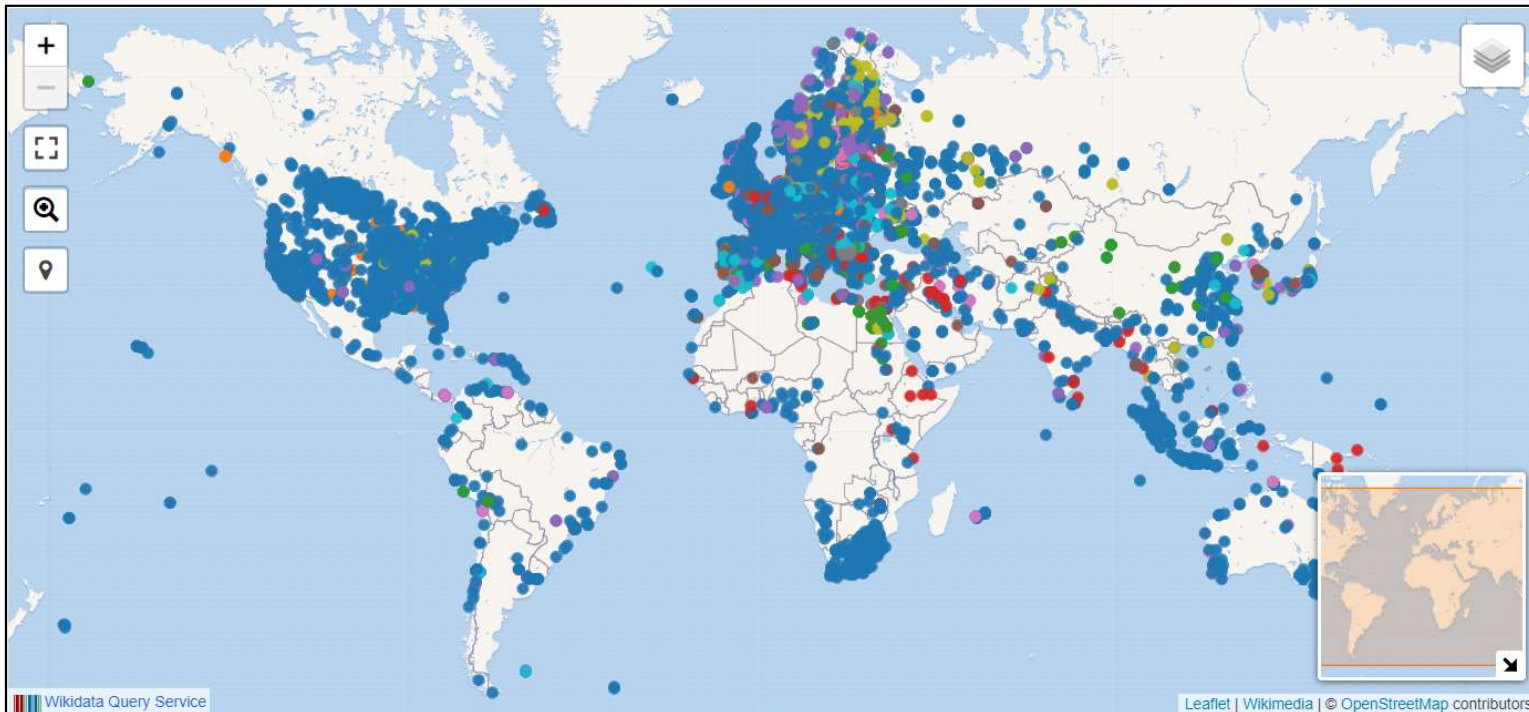 +
−
Wikidata Query Service
Leaflet | Wikimedia | © OpenStreetMap contributors